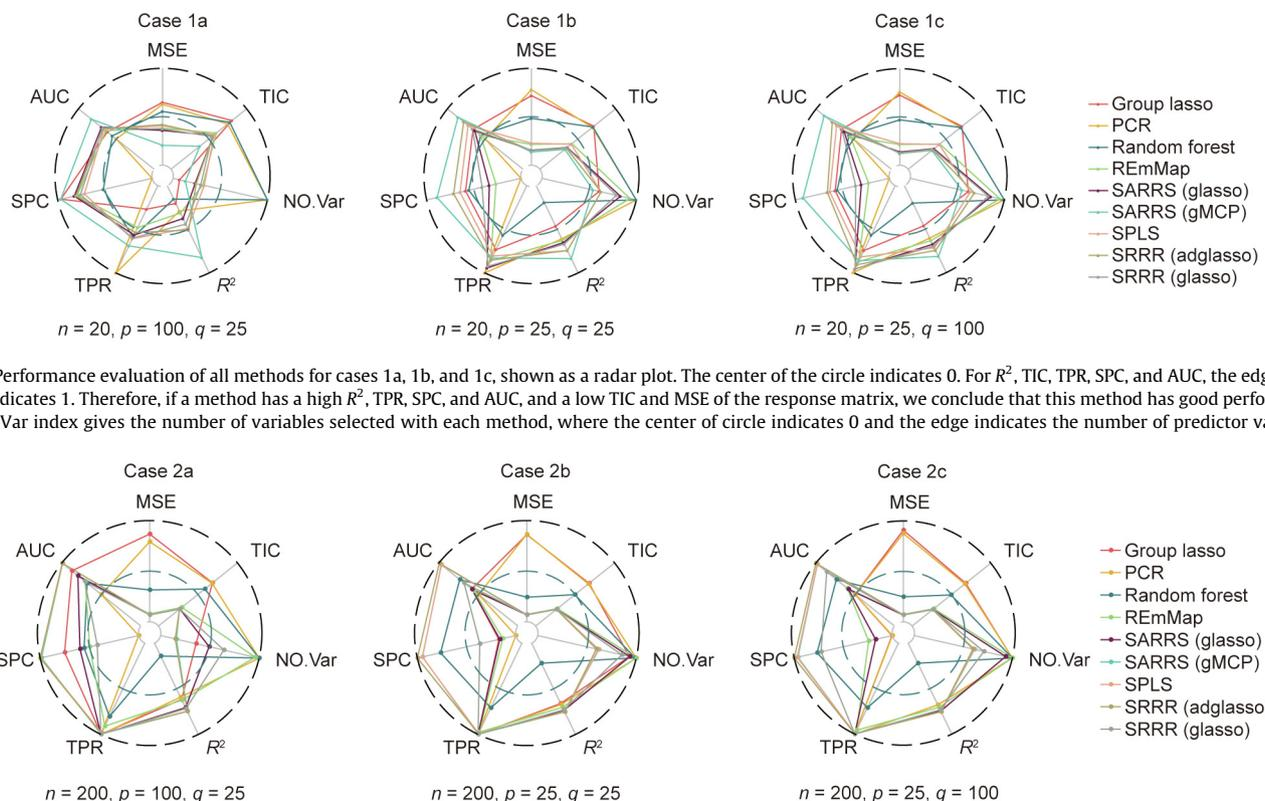 Case 1a
Case 1b
Case 1c
MSE
MSE
MSE
AUC
TIC
AUC
TIC
AUC
TIC
SPC
NO.Var
SPC
NO.Var
SPC
NO.Var
TPR
R²
TPR
R²
TPR
R²
Group lasso
PCR
Random forest
REmMap
SARRS (glasso)
SARRS (gMCP)
SPLS
SRRR (adglasso)
SRRR (glasso)
n = 20, p = 100, q = 25
n = 20, p = 25, q = 25
n = 20, p = 25, q = 100
Performance evaluation of all methods for cases 1a, 1b, and 1c, shown as a radar plot. The center of the circle indicates 0. For R², TIC, TPR, SPC, and AUC, the edg
dicates 1. Therefore, if a method has a high R², TPR, SPC, and AUC, and a low TIC and MSE of the response matrix, we conclude that this method has good perfo
Var index gives the number of variables selected with each method, where the center of circle indicates 0 and the edge indicates the number of predictor va
Case 2a
Case 2b
Case 2c
MSE
MSE
MSE
AUC
TIC
AUC
TIC
AUC
TIC
SPC
NO.Var
SPC
NO.Var
SPC
NO.Var
TPR
R²
TPR
R²
TPR
R²
Group lasso
PCR
Random forest
REmMap
SARRS (glasso)
SARRS (gMCP)
SPLS
SRRR (adglasso
SRRR (glasso)
n = 200, p = 100, q = 25
n = 200, p = 25, q = 25
n = 200, p = 25, q = 100